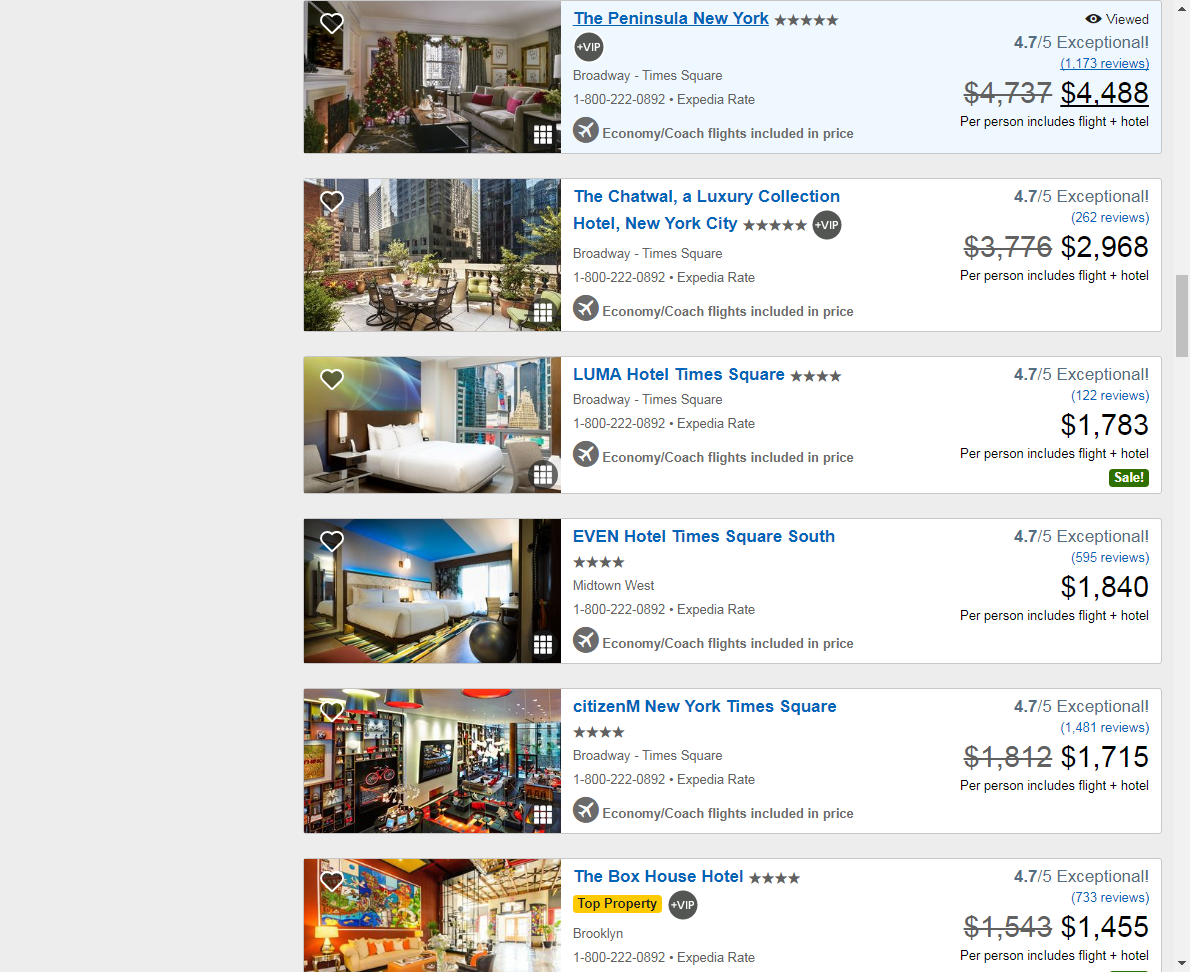 The Peninsula New York
Viewed
+VIP
4.7/5 Exceptional!
(1,173 reviews)
Broadway - Times Square
$4,737 $4,488
1-800-222-0892 • Expedia Rate
Per person includes flight + hotel
Economy/Coach flights included in price
The Chatwal, a Luxury Collection
Hotel, New York City +VIP
4.7/5 Exceptional!
(262 reviews)
$3,776 $2,968
Broadway - Times Square
1-800-222-0892 • Expedia Rate
Per person includes flight + hotel
Economy/Coach flights included in price
LUMA Hotel Times Square
4.7/5 Exceptional!
(122 reviews)
Broadway - Times Square
1-800-222-0892 • Expedia Rate
$1,783
Per person includes flight + hotel
Economy/Coach flights included in price
Sale!
EVEN Hotel Times Square South
4.7/5 Exceptional!
(595 reviews)
Midtown West
$1,840
1-800-222-0892 • Expedia Rate
Per person includes flight + hotel
Economy/Coach flights included in price
citizenM New York Times Square
4.7/5 Exceptional!
(1,481 reviews)
Broadway - Times Square
$1,812 $1,715
1-800-222-0892 • Expedia Rate
Per person includes flight + hotel
Economy/Coach flights included in price
The Box House Hotel
4.7/5 Exceptional!
(733 reviews)
Top Property +VIP
Brooklyn
$1,543 $1,455
1-800-222-0892 • Expedia Rate
Per person includes flight + hotel